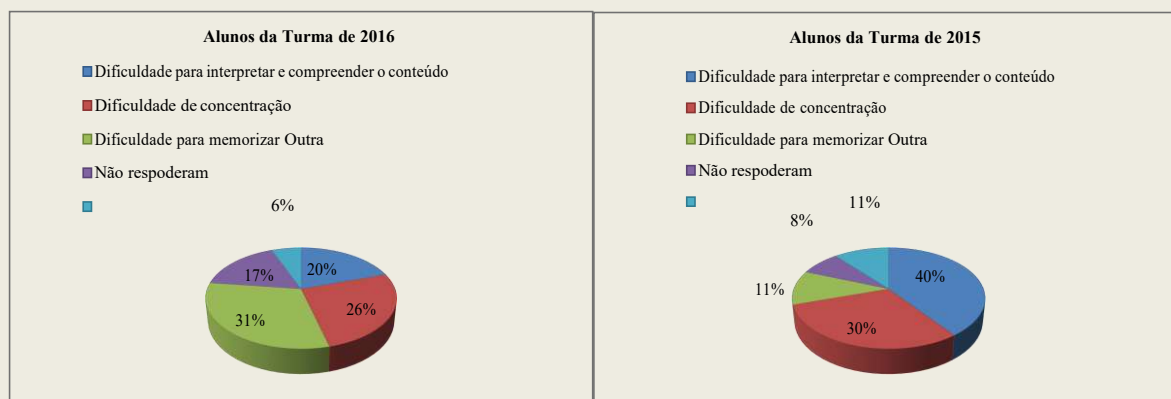 Alunos da Turma de 2016
Dificuldade para interpretar e compreender o conteúdo
Dificuldade de concentração
Dificuldade para memorizar Outra
Não respoderam
6%
20%
17%
26%
31%
Alunos da Turma de 2015
Dificuldade para interpretar e compreender o conteúdo
Dificuldade de concentração
Dificuldade para memorizar Outra
Não respoderam
11%
8%
40%
11%
30%